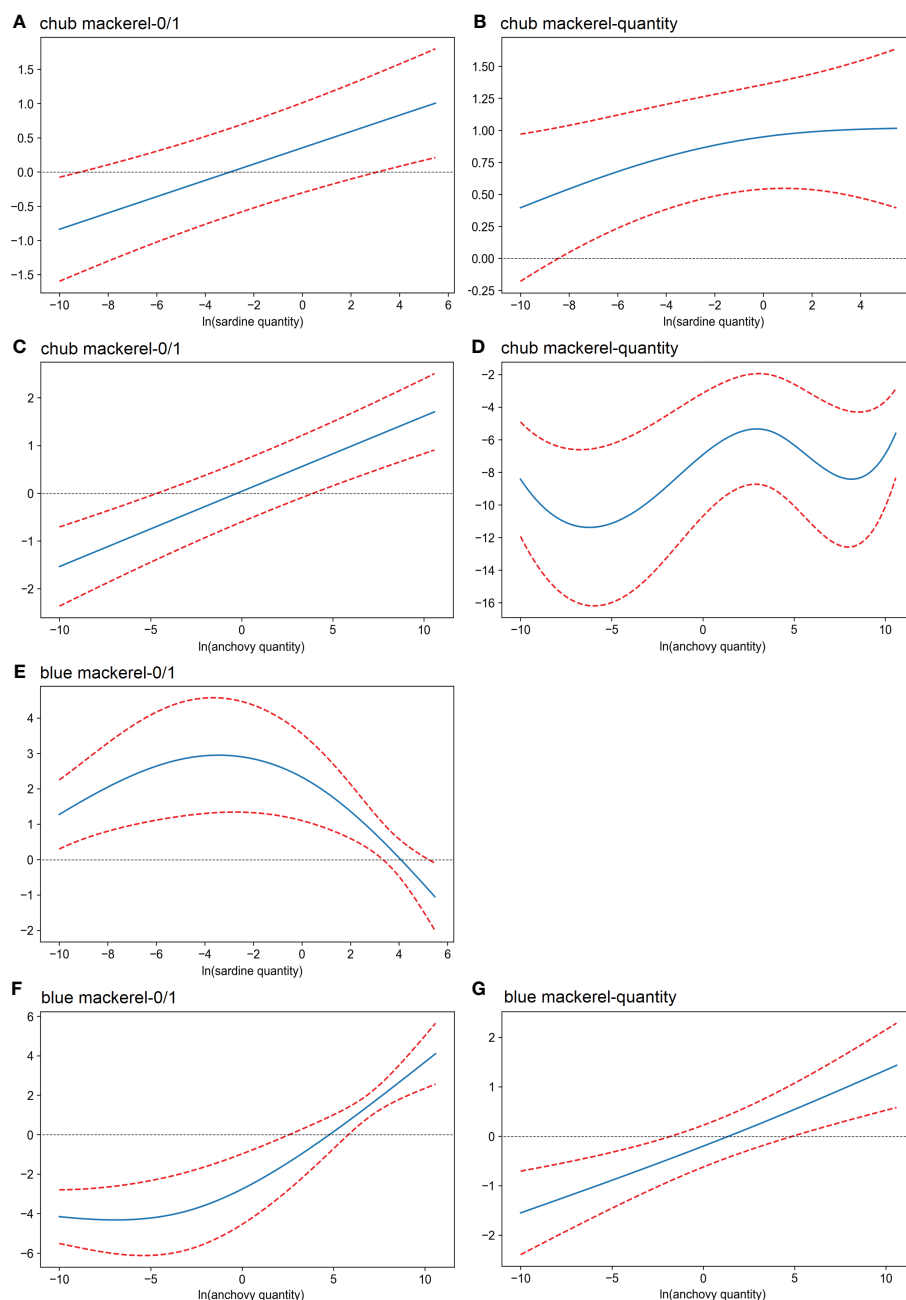 A chub mackerel-0/1
1.5
1.0
0.5
0.0
−0.5
−1.0
−1.5
−10 −8 −6 −4 −2 0 2 4 6
ln(sardine quantity)
B chub mackerel-quantity
1.50
1.25
1.00
0.75
0.50
0.25
0.00
−0.25
−10 −8 −6 −4 −2 0 2 4
ln(sardine quantity)
C chub mackerel-0/1
2
1
0
−1
−2
−10 −5 0 5 10
ln(anchovy quantity)
D chub mackerel-quantity
−2
−4
−6
−8
−10
−12
−14
−16
−10 −5 0 5 10
ln(anchovy quantity)
E blue mackerel-0/1
4
3
2
1
0
−1
−2
−10 −8 −6 −4 −2 0 2 4 6
ln(sardine quantity)
F blue mackerel-0/1
6
4
2
0
−2
−4
−6
−10 −5 0 5 10
ln(anchovy quantity)
G blue mackerel-quantity
2
1
0
−1
−2
−10 −5 0 5 10
ln(anchovy quantity)